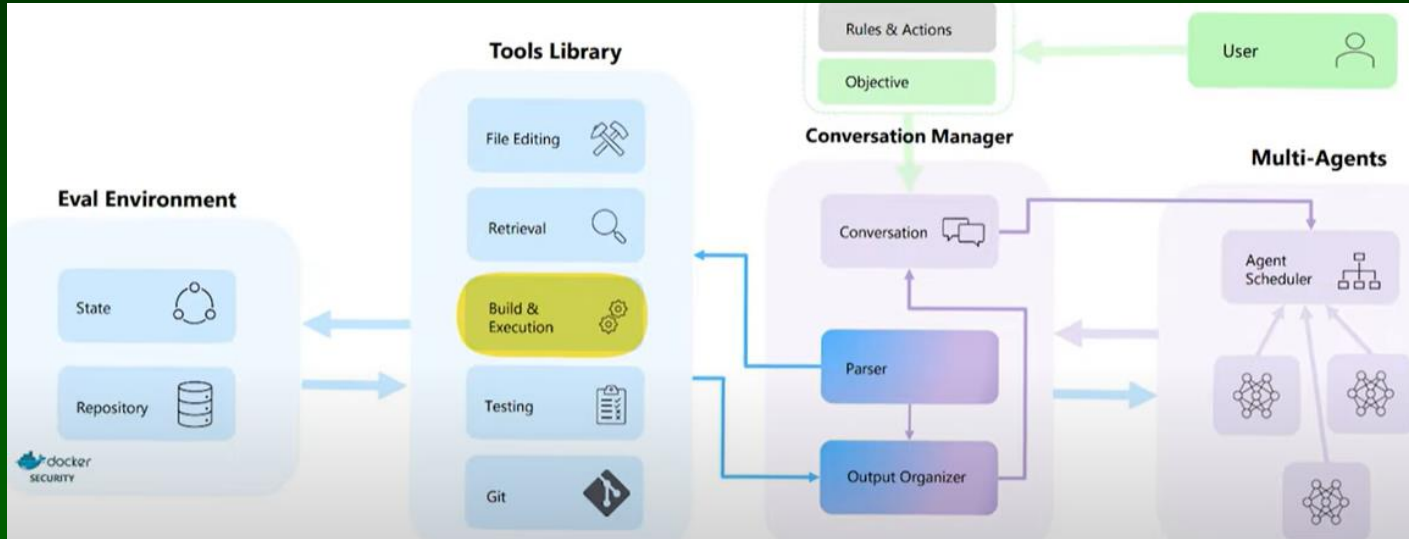 Rules & Actions
User
Objective
Tools Library
File Editing
Conversation Manager
Multi-Agents
Eval Environment
Retrieval
Conversation
Agent
Scheduler
State
Build &
Execution
Parser
Repository
Testing
docker
SECURITY
Output Organizer
Git